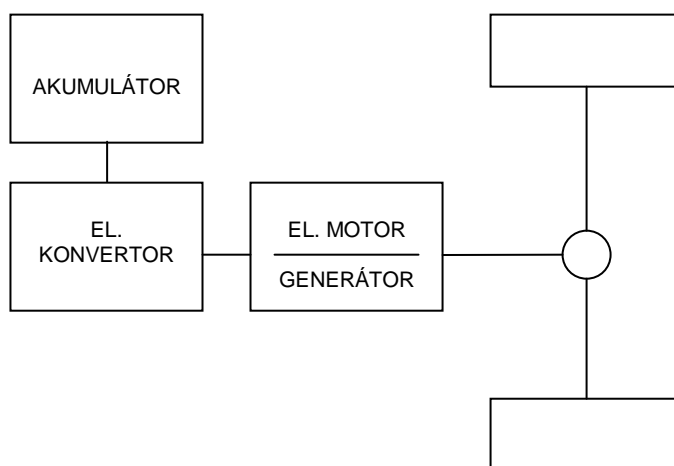 AKUMULÁTOR
EL.
KONVERTOR
EL. MOTOR
GENERÁTOR